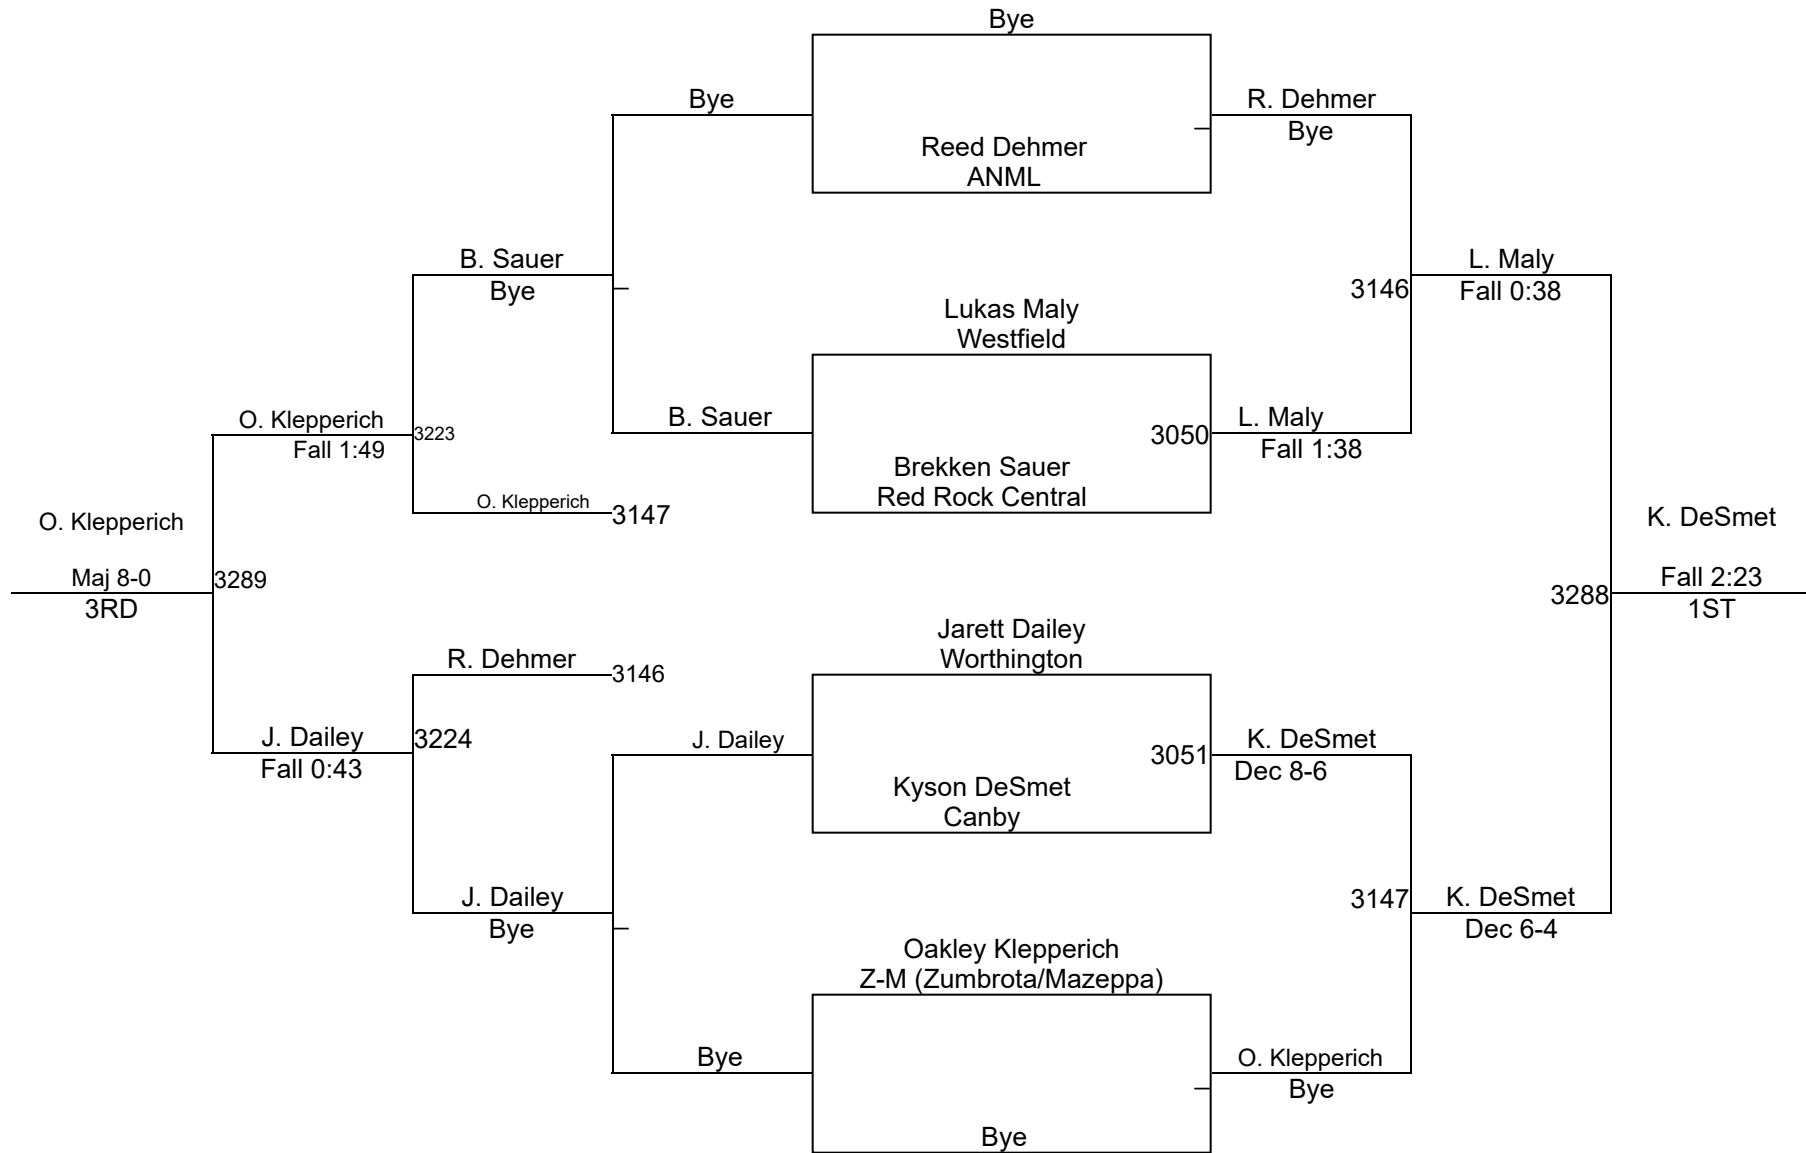 Bye
Bye
R. Dehmer
Bye
Reed Dehmer
ANML
B. Sauer
Bye
L. Maly
Fall 0:38
3146
Lukas Maly
Westfield
O. Klepperich
Fall 1:49
3223
B. Sauer
3050
L. Maly
Fall 1:38
Brekken Sauer
Red Rock Central
O. Klepperich
3147
O. Klepperich
K. DeSmet
Maj 8-0
3RD
3289
3288
Fall 2:23
1ST
Jarett Dailey
Worthington
R. Dehmer
3146
J. Dailey
Fall 0:43
3224
J. Dailey
3051
K. DeSmet
Dec 8-6
Kyson DeSmet
Canby
J. Dailey
Bye
3147
K. DeSmet
Dec 6-4
Oakley Klepperich
Z-M (Zumbrota/Mazeppa)
Bye
O. Klepperich
Bye
Bye